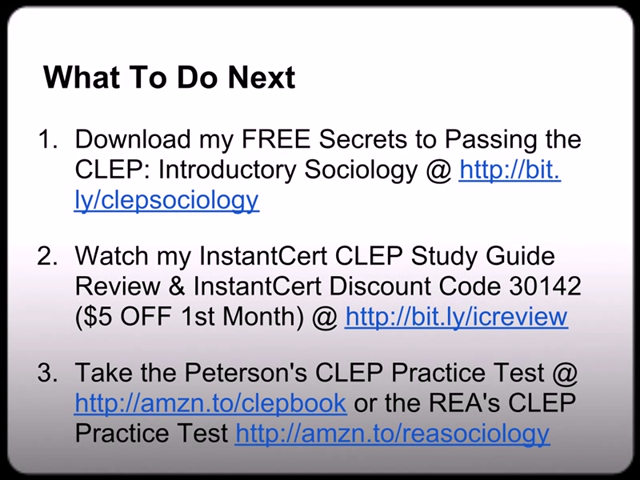 What To Do Next
1. Download my FREE Secrets to Passing the
CLEP: Introductory Sociology @ http://bit.
ly/clepsociology
2. Watch my InstantCert CLEP Study Guide
Review & InstantCert Discount Code 30142
($5 OFF 1st Month) @ http://bit.ly/icreview
3. Take the Peterson's CLEP Practice Test @
http://amzn.to/clepbook or the REA's CLEP
Practice Test http://amzn.to/reasociology